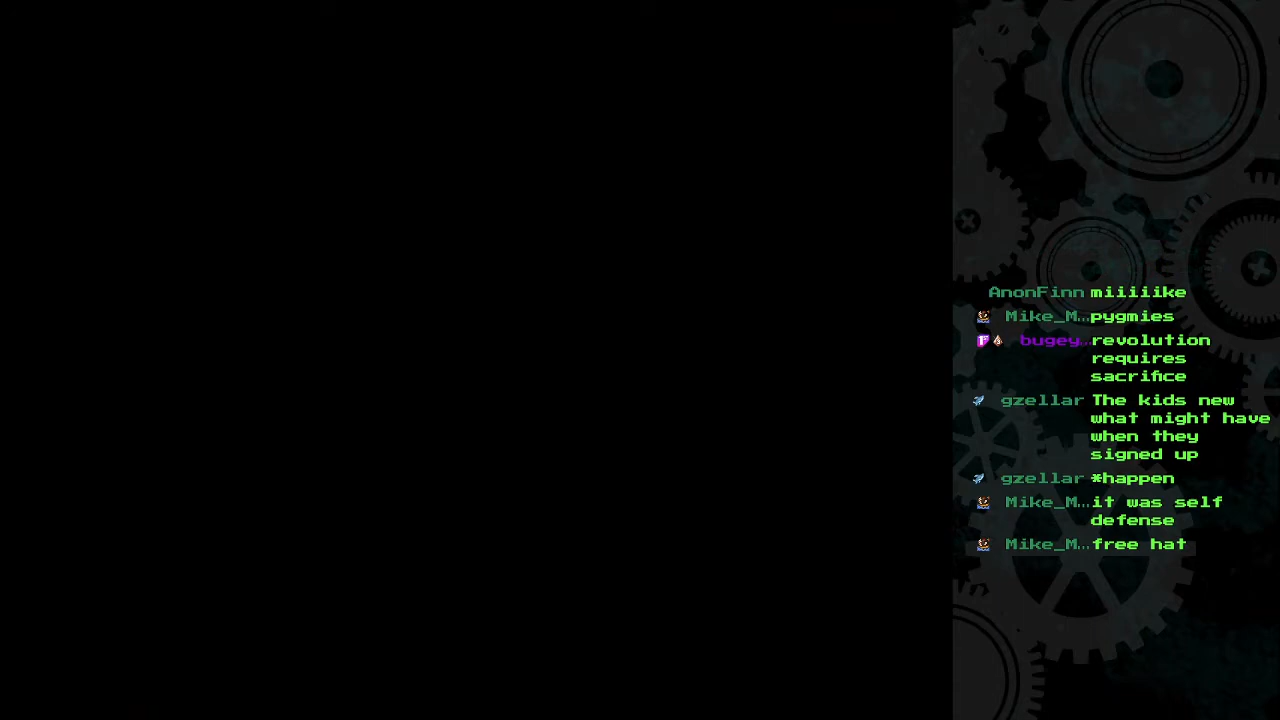 AnonFinn miiiiike
Mike_M… pygmies
bugey… revolution
requires
sacrifice
gzellar The kids new
what might have
when they
signed up
gzellar *happen
Mike_M… it was self
defense
Mike_M… free hat